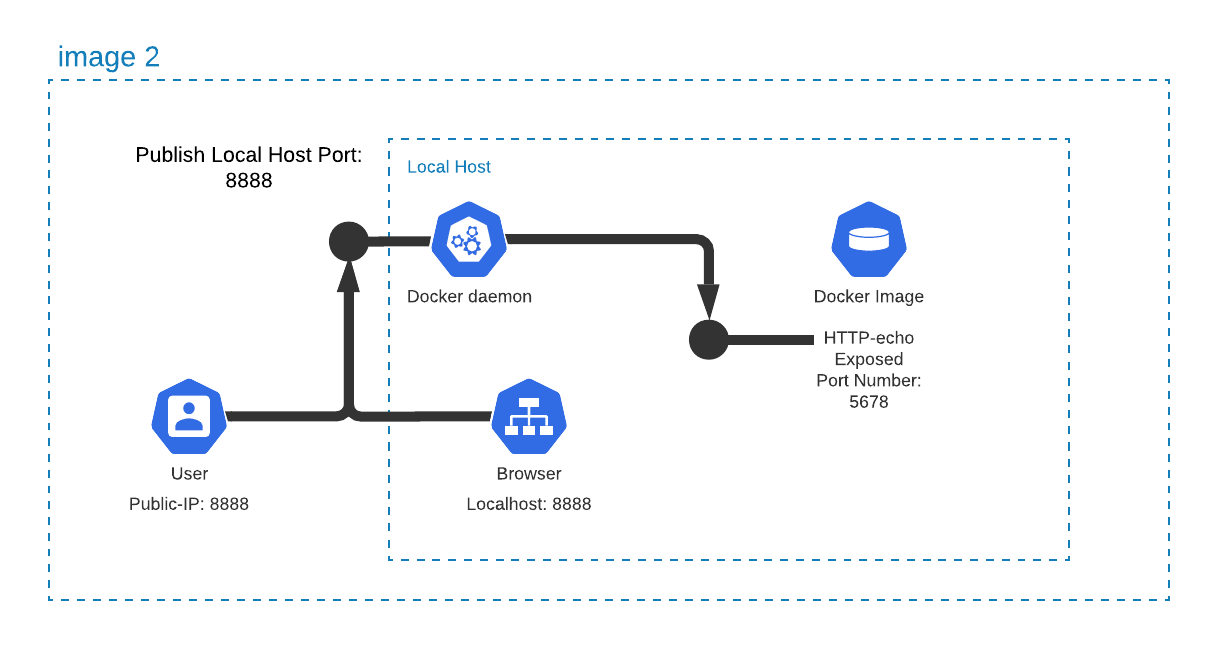 image 2
Publish Local Host Port:
8888
Local Host
Docker daemon
Docker Image
HTTP-echo
Exposed
Port Number:
5678
User
Public-IP: 8888
Browser
Localhost: 8888